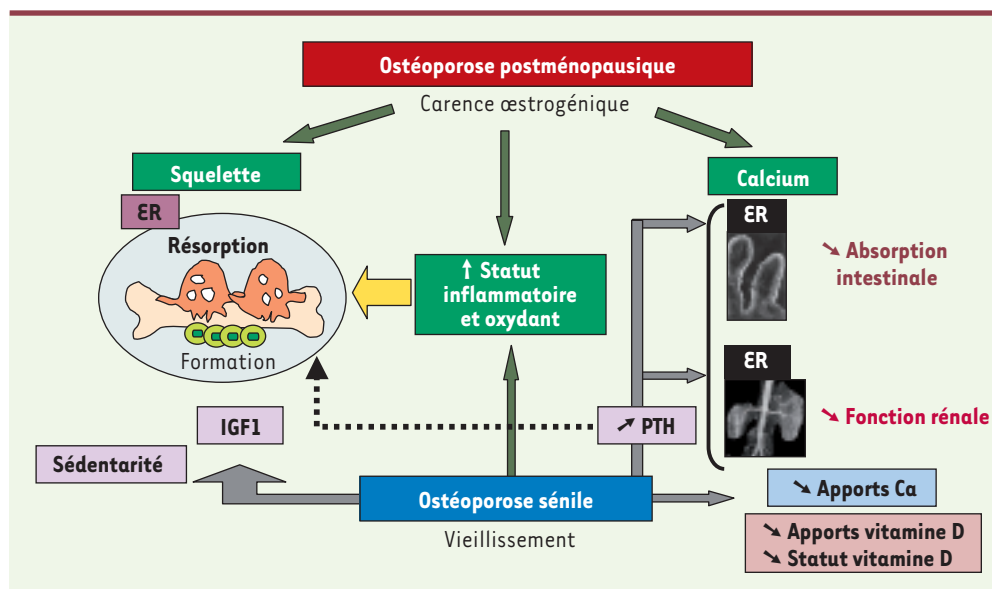 Ostéoporose postménopausique
Carence œstrogénique
Squelette
Calcium
ER
Résorption
Formation
↑ Statut
inflammatoire
et oxydant
ER
↘ Absorption
intestinale
ER
↘ Fonction rénale
IGF1
↗ PTH
Sédentarité
Ostéoporose sénile
Vieillissement
↘ Apports Ca
↘ Apports vitamine D
↘ Statut vitamine D